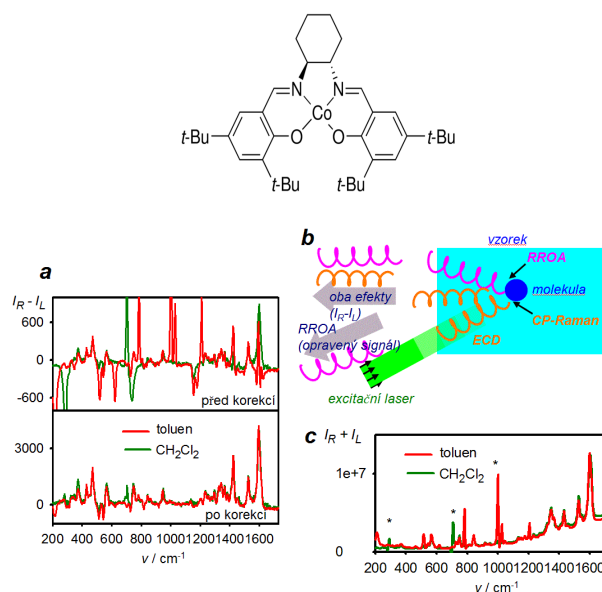 N
N
Co
O
O
t-Bu
t-Bu
t-Bu
t-Bu
a
I_R - I_L
600
0
-600
před korekcí
toluen
CH2Cl2
3000
0
po korekci
200 400 600 800 1000 1200 1400 1600
ν / cm⁻¹
b
vzorek
RROA
molekula
CP-Raman
oba efekty
(I_R-I_L)
RROA
(opravený signál)
ECD
excitační laser
c
I_R + I_L
1e+7
toluen
CH2Cl2
*
*
*
0
200 400 600 800 1000 1200 1400 1600
ν / cm⁻¹